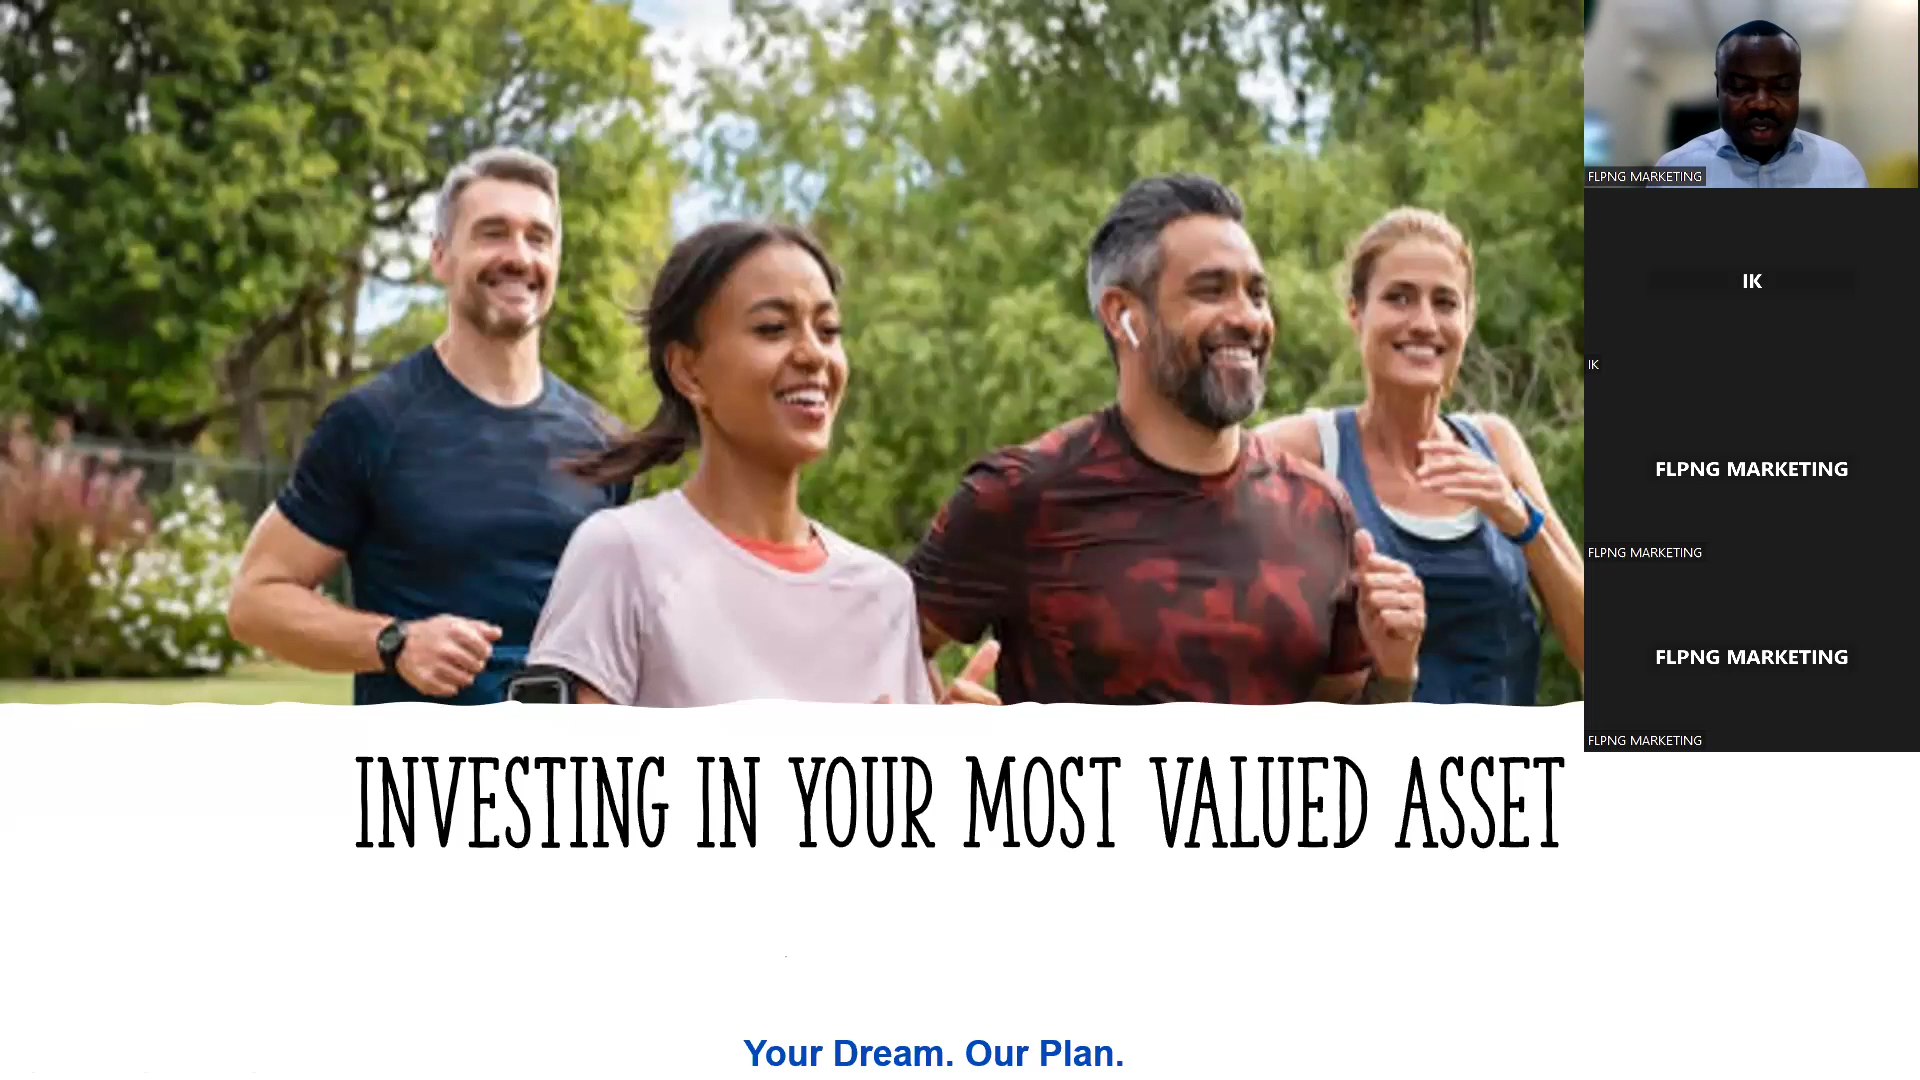 FLPNG MARKETING
IK
IK
FLPNG MARKETING
FLPNG MARKETING
FLPNG MARKETING
FLPNG MARKETING
INVESTING IN YOUR MOST VALUED ASSET
Your Dream. Our Plan.